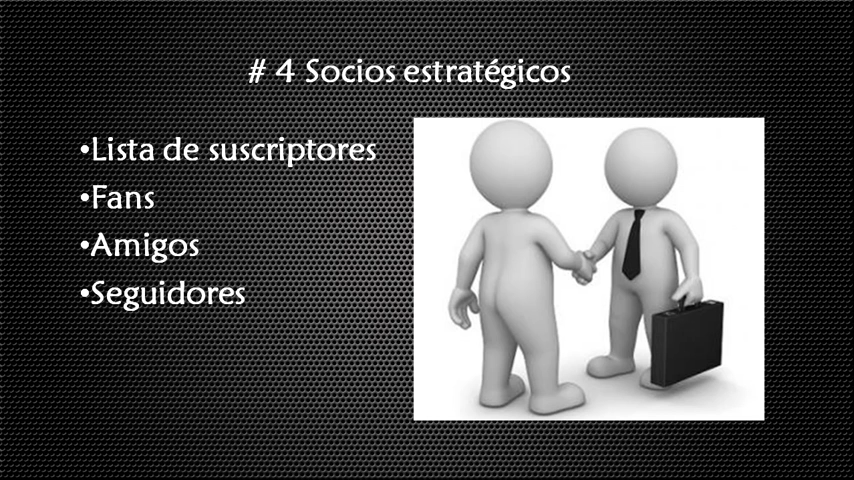 # 4 Socios estratégicos
•Lista de suscriptores
•Fans
•Amigos
•Seguidores